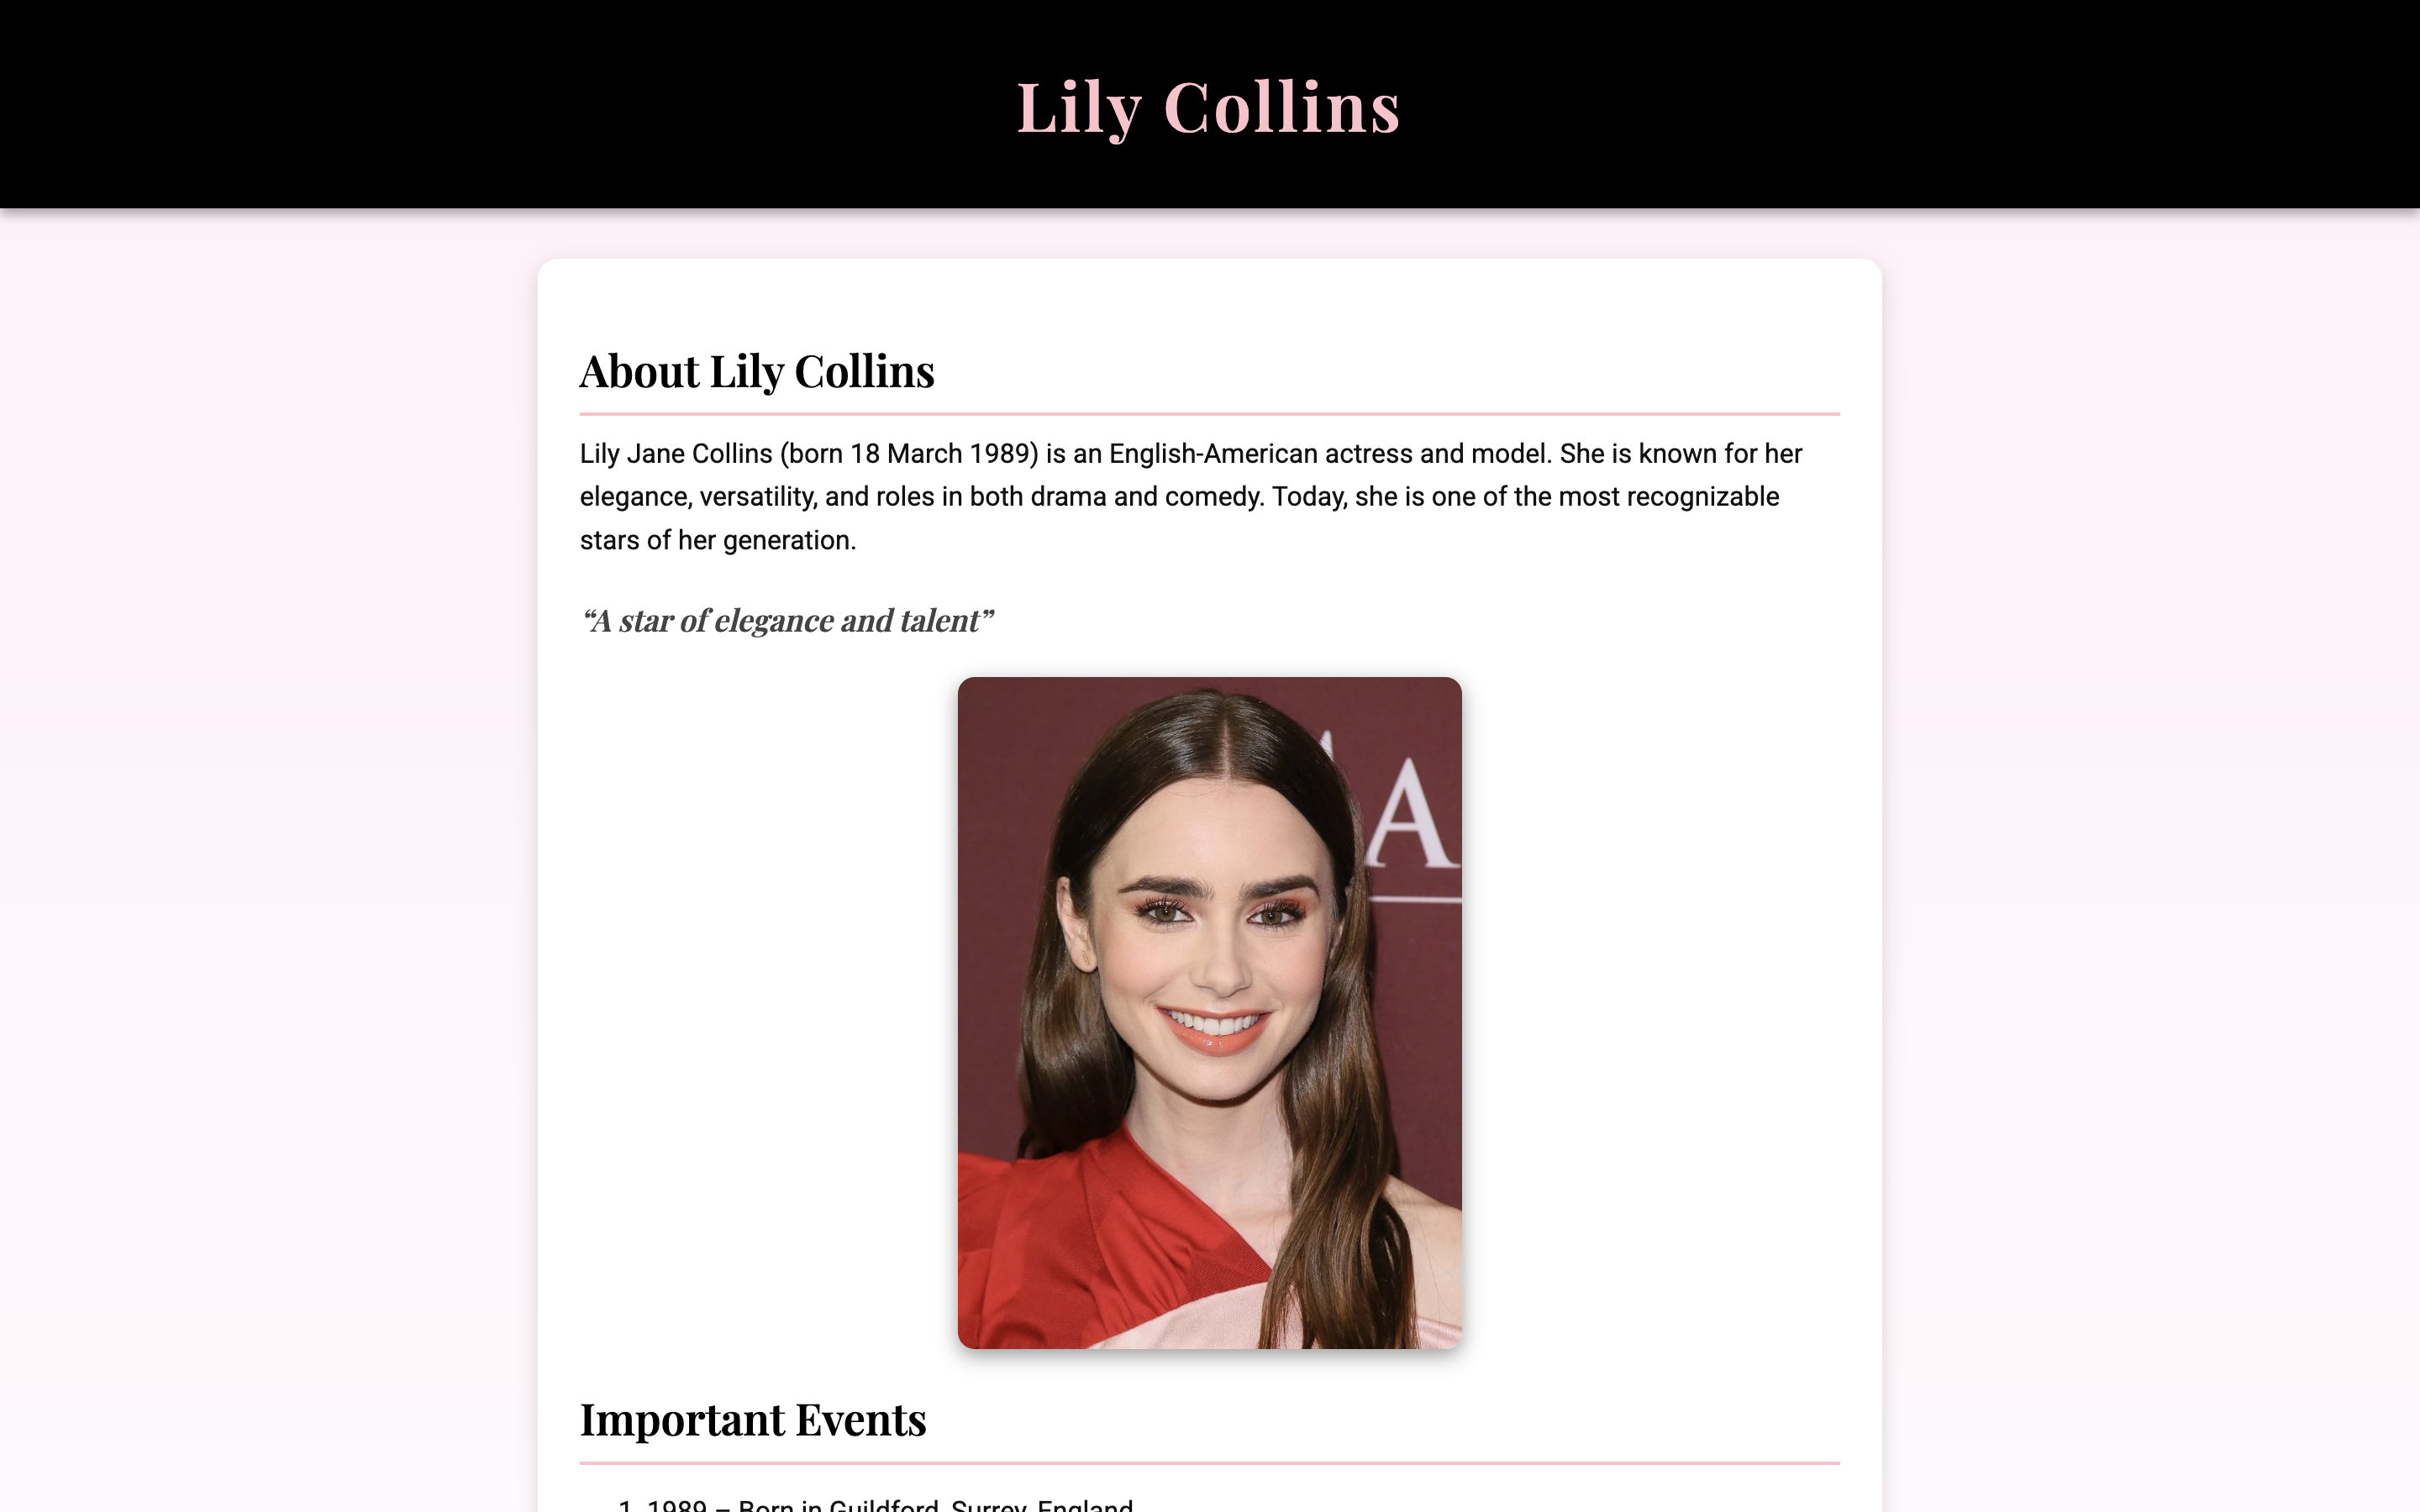 Lily Collins
About Lily Collins
Lily Jane Collins (born 18 March 1989) is an English-American actress and model. She is known for her
elegance, versatility, and roles in both drama and comedy. Today, she is one of the most recognizable
stars of her generation.
“A star of elegance and talent”
A
Important Events
1. 1989 – Born in Guildford, Surrey, England